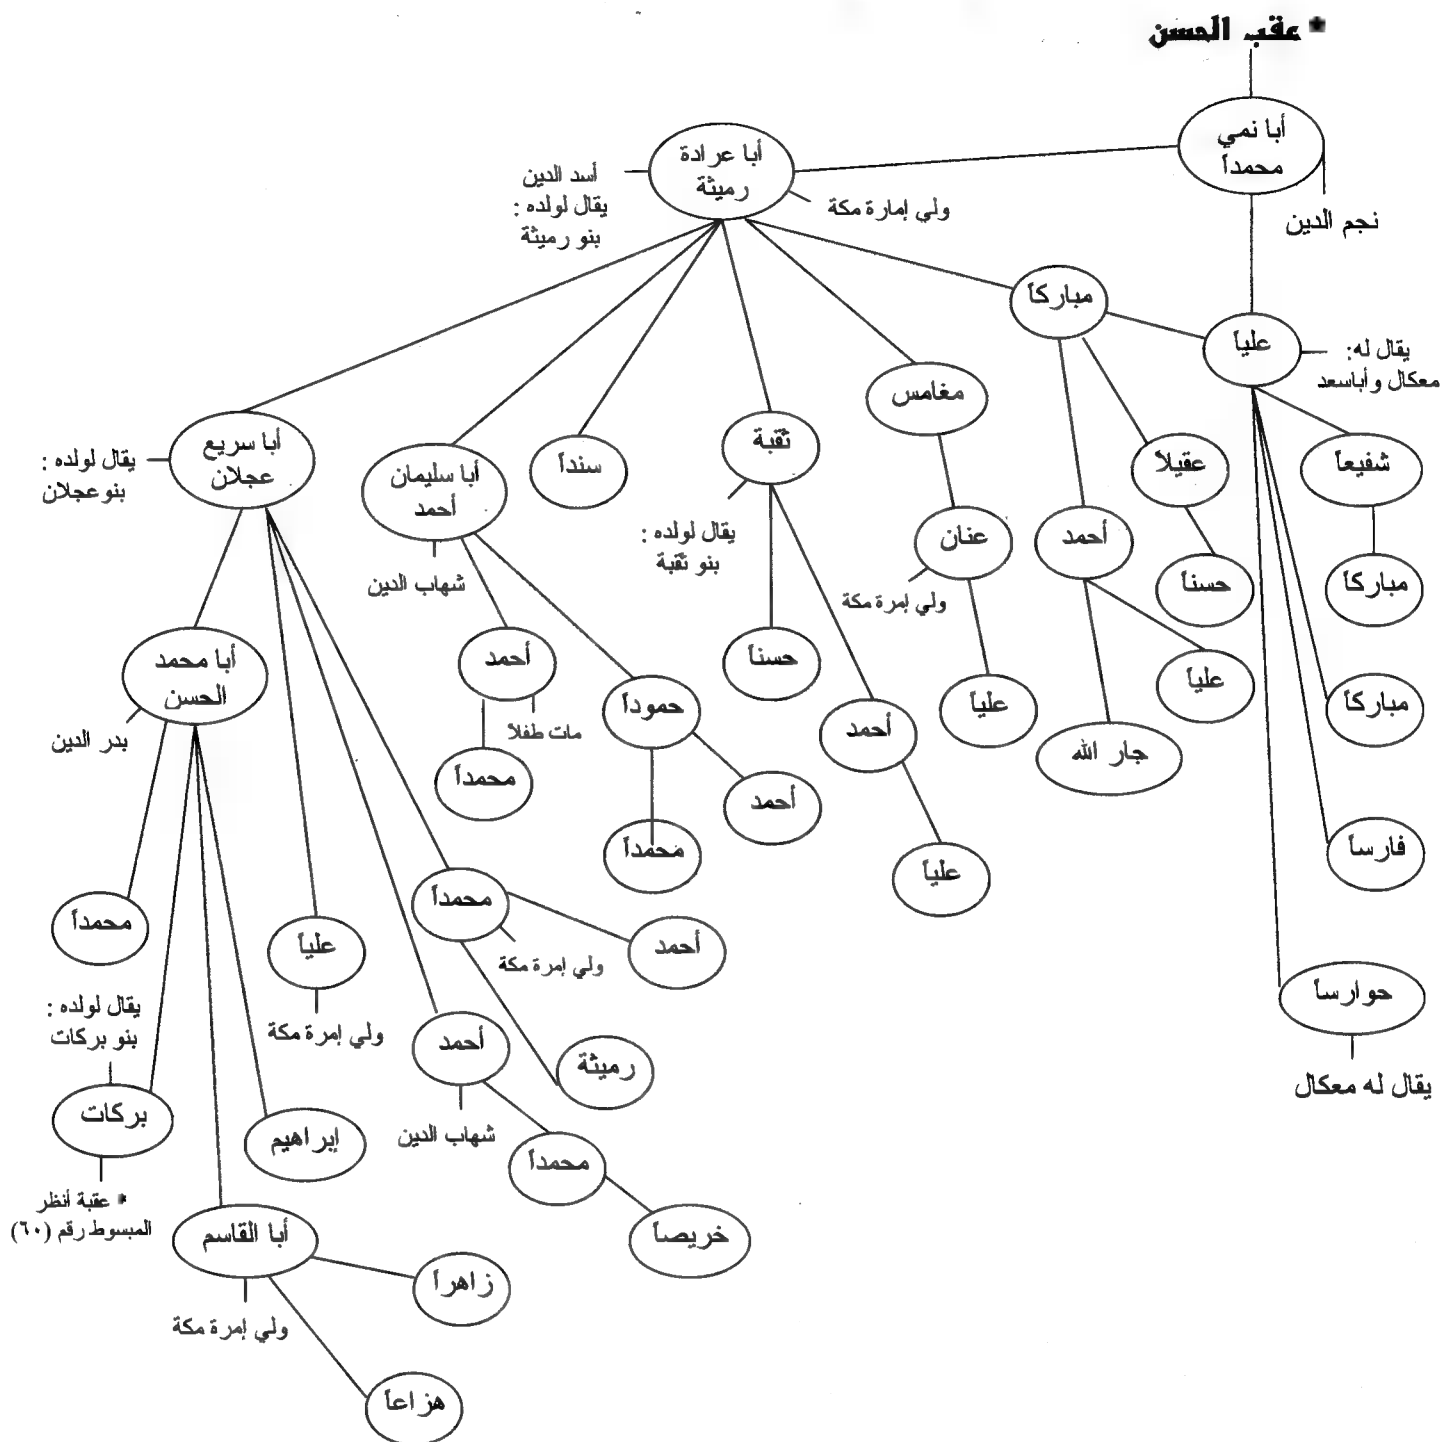 * عقب الحسن
أبا نمي
محمداً
نجم الدين
أبا عرادة
رميثة
أسد الدين
يقال لولده :
بنو رميثة
ولي إمارة مكة
مباركاً
علياً
يقال له:
معكال وأباسعد
مغامس
ثقبة
سنداً
أبا سليمان
أحمد
أبا سريع
عجلان
يقال لولده :
بنو عجلان
شفيعاً
عقيلاً
أحمد
عنان
ولي إمرة مكة
يقال لولده :
بنو ثقبة
شهاب الدين
مباركاً
حسناً
علياً
علياً
حسناً
أحمد
حموداً
أحمد
مات طفلاً
أبا محمد
الحسن
بدر الدين
مباركاً
جار الله
محمداً
أحمد
محمداً
علياً
فارساً
محمداً
ولي إمرة مكة
أحمد
علياً
ولي إمرة مكة
محمداً
حوارساً
يقال له معكال
رميثة
أحمد
شهاب الدين
يقال لولده :
بنو بركات
بركات
* عقبة أنظر
المبسوط رقم (٦٠)
إبراهيم
محمداً
خريصاً
أبا القاسم
ولي إمرة مكة
زاهراً
هزاعاً